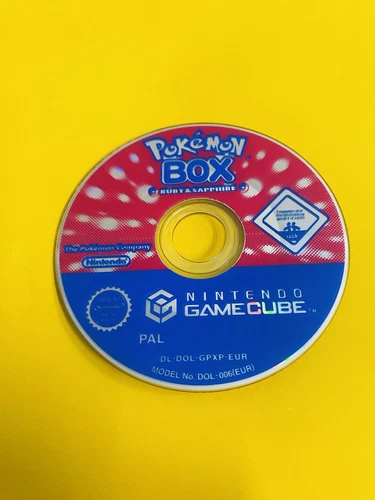 POKéMON
BOX
RUBY & SAPPHIRE
The Pokémon Company
Nintendo
NINTENDO
GAMECUBE™
PAL
DL-DOL-GPXP-EUR
MODEL No. DOL-006(EUR)